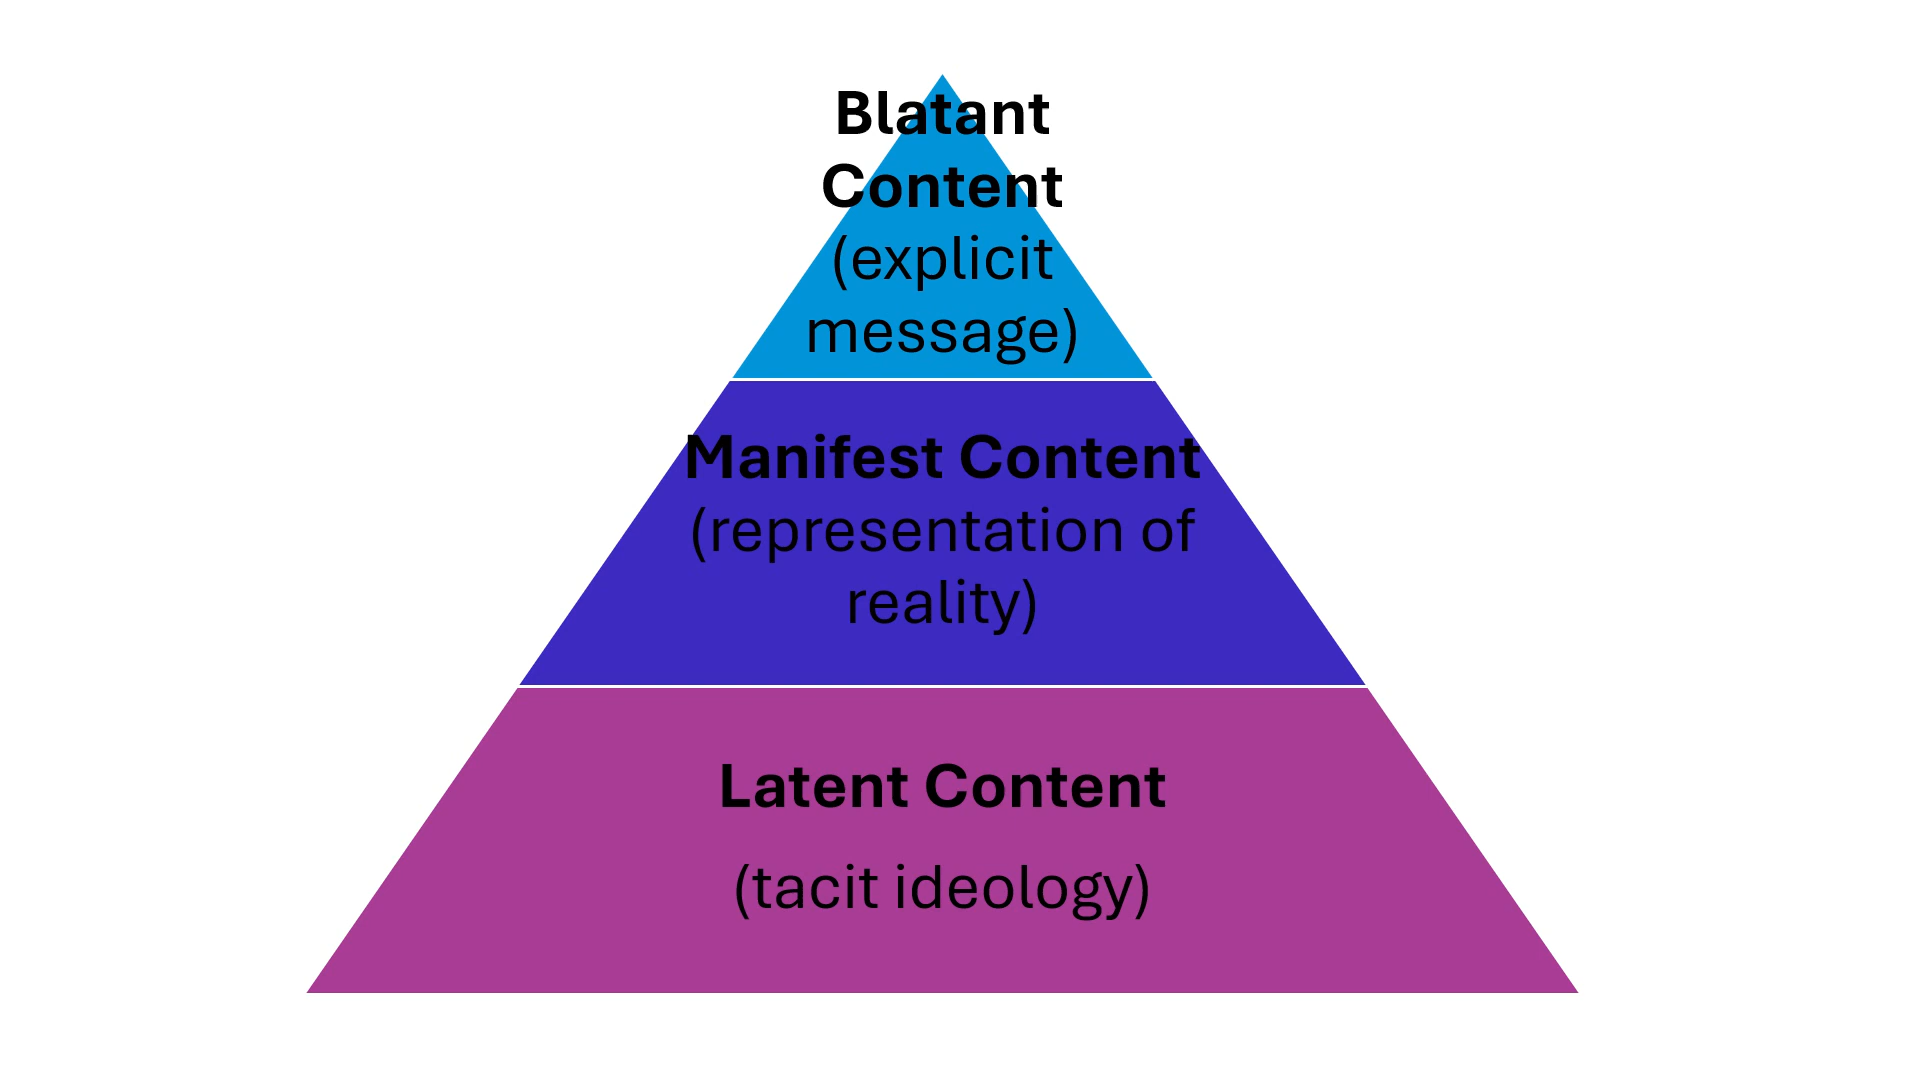 Blatant
Content
(explicit
message)
Manifest Content
(representation of
reality)
Latent Content
(tacit ideology)